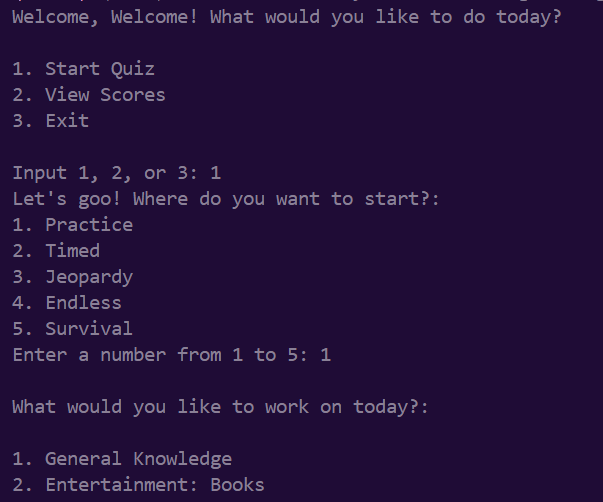 Welcome, Welcome! What would you like to do today?
1. Start Quiz
2. View Scores
3. Exit
Input 1, 2, or 3: 1
Let's goo! Where do you want to start?:
1. Practice
2. Timed
3. Jeopardy
4. Endless
5. Survival
Enter a number from 1 to 5: 1
What would you like to work on today?:
1. General Knowledge
2. Entertainment: Books